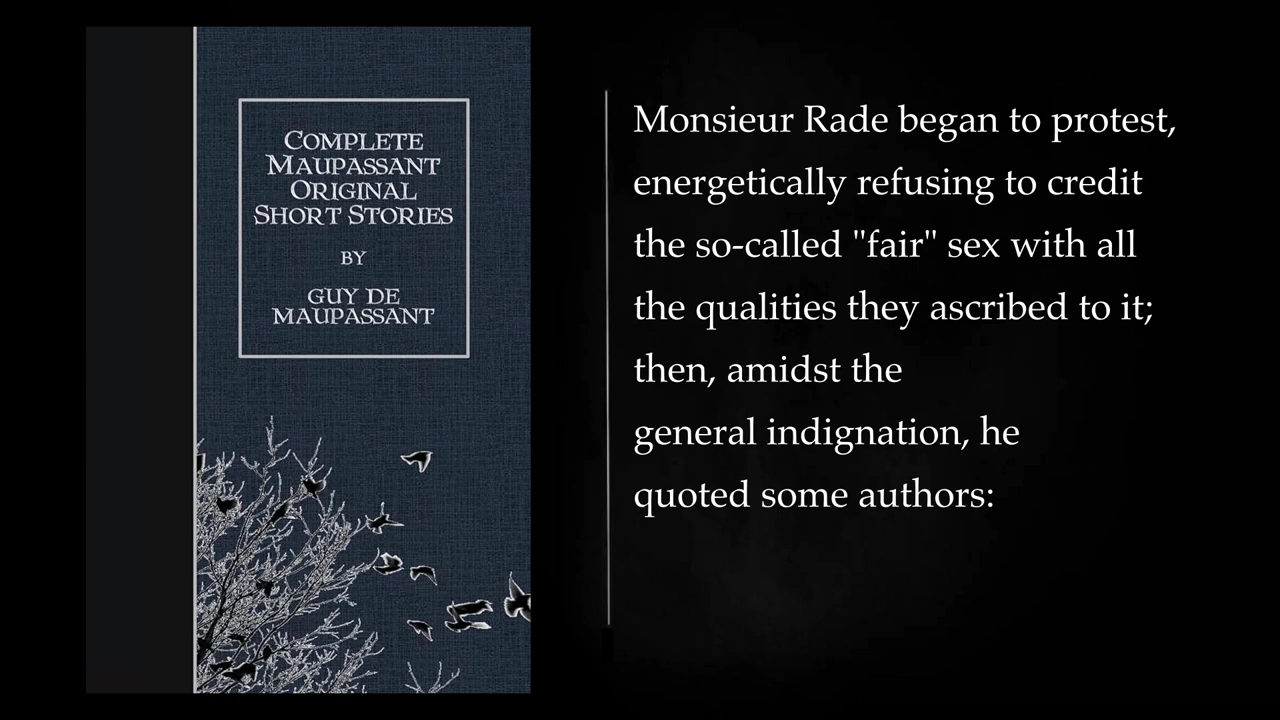 COMPLETE
MAUPASSANT
ORIGINAL
SHORT STORIES
BY
GUY DE
MAUPASSANT
Monsieur Rade began to protest,
energetically refusing to credit
the so-called "fair" sex with all
the qualities they ascribed to it;
then, amidst the
general indignation, he
quoted some authors: